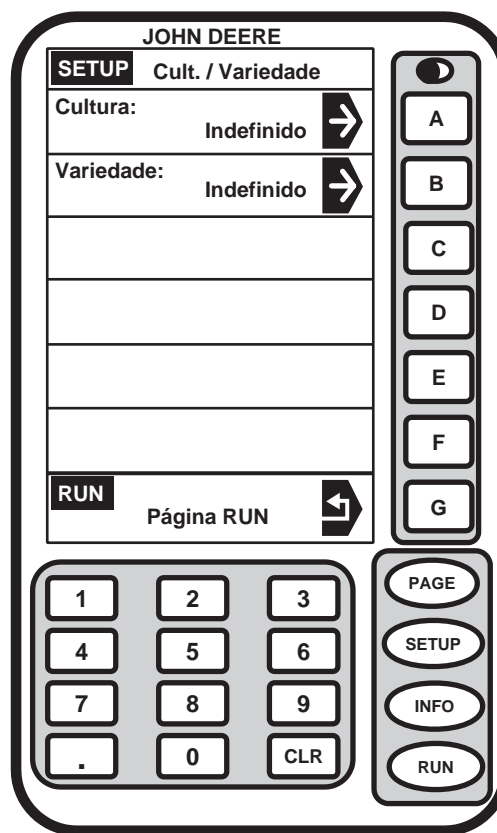 JOHN DEERE
SETUP Cult. / Variedade
Cultura:
Indefinido
Variedade:
Indefinido
RUN
Página RUN
A
B
C
D
E
F
G
1 2 3
4 5 6
7 8 9
. 0 CLR
PAGE
SETUP
INFO
RUN